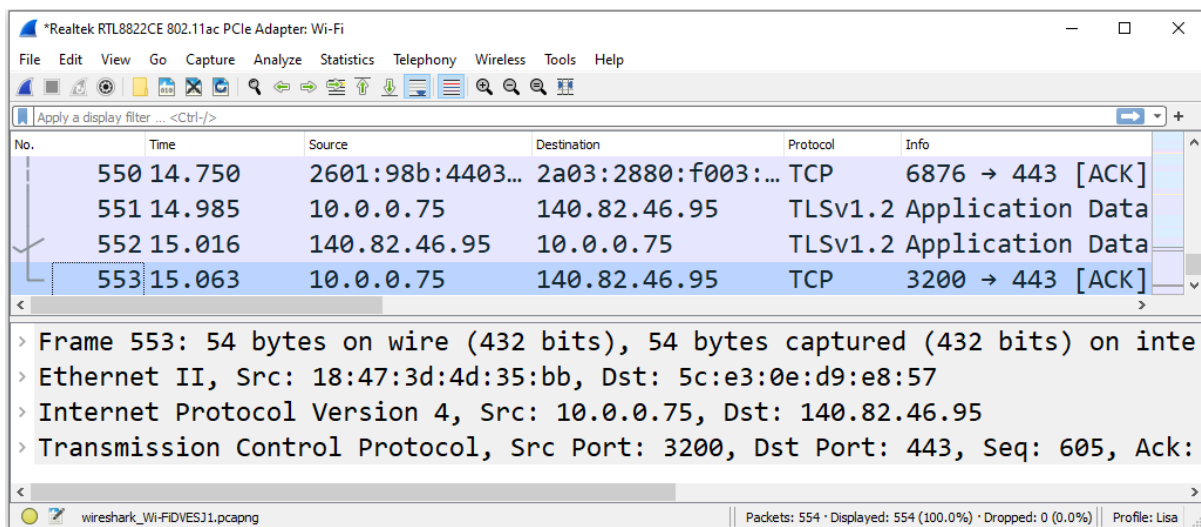 *Realtek RTL8822CE 802.11ac PCIe Adapter: Wi-Fi
File Edit View Go Capture Analyze Statistics Telephony Wireless Tools Help
Apply a display filter ... <Ctrl-/>
No. Time Source Destination Protocol Info
550 14.750 2601:98b:4403… 2a03:2880:f003:… TCP 6876 → 443 [ACK]
551 14.985 10.0.0.75 140.82.46.95 TLSv1.2 Application Data
552 15.016 140.82.46.95 10.0.0.75 TLSv1.2 Application Data
553 15.063 10.0.0.75 140.82.46.95 TCP 3200 → 443 [ACK]
Frame 553: 54 bytes on wire (432 bits), 54 bytes captured (432 bits) on inte
Ethernet II, Src: 18:47:3d:4d:35:bb, Dst: 5c:e3:0e:d9:e8:57
Internet Protocol Version 4, Src: 10.0.0.75, Dst: 140.82.46.95
Transmission Control Protocol, Src Port: 3200, Dst Port: 443, Seq: 605, Ack:
wireshark_Wi-FiDVESJ1.pcapng Packets: 554 · Displayed: 554 (100.0%) · Dropped: 0 (0.0%) Profile: Lisa